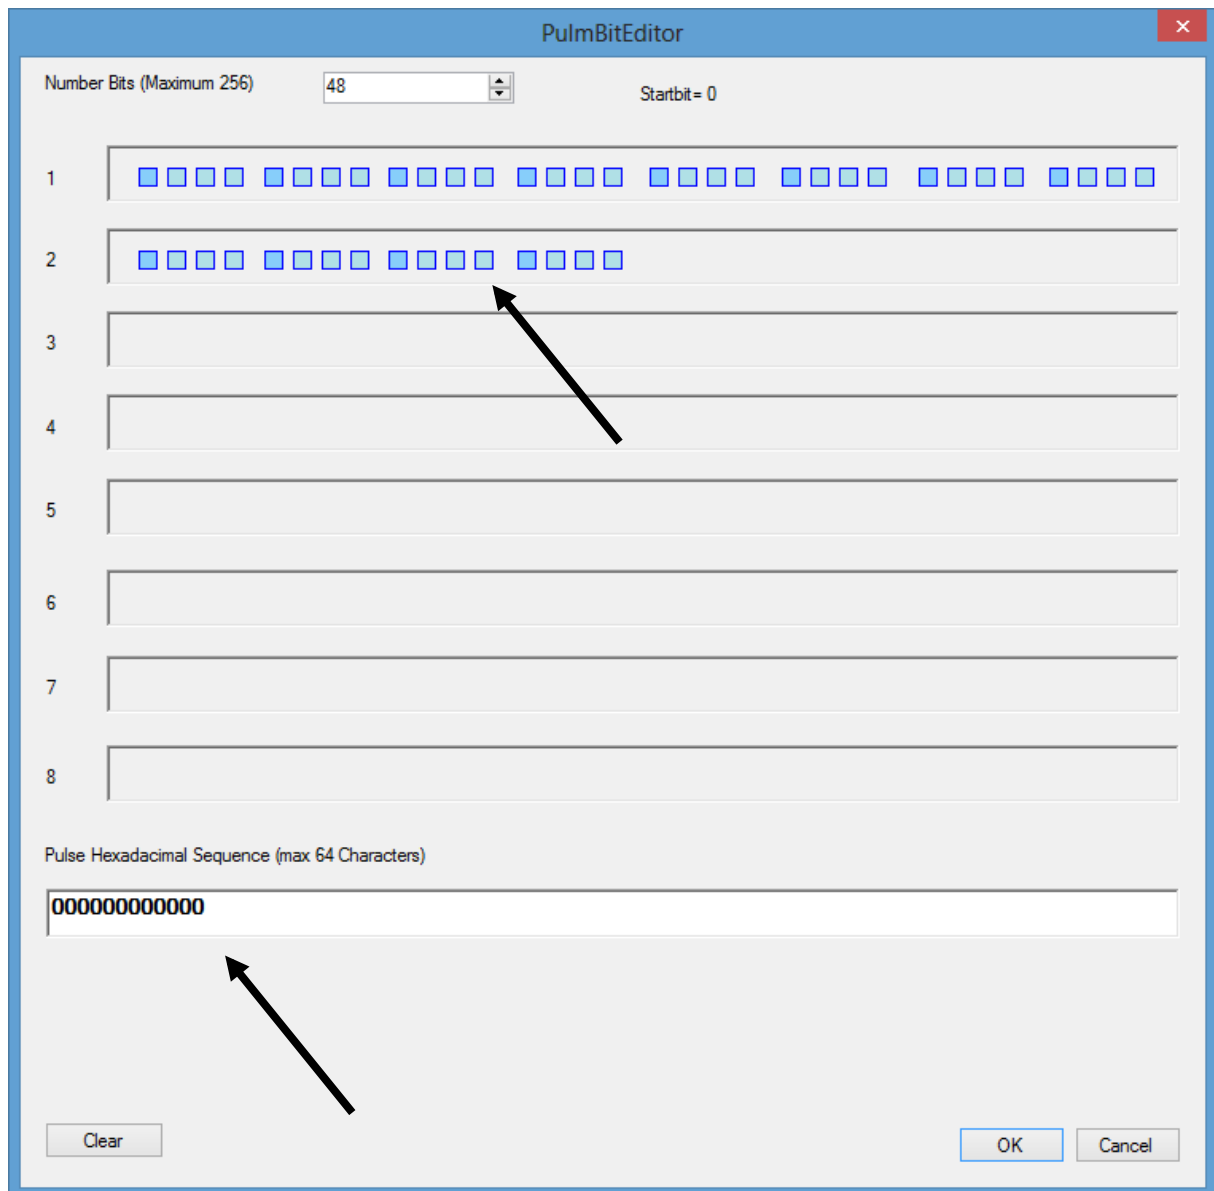 PulmBitEditor
Number Bits (Maximum 256) 48 Startbit= 0
1
2
3
4
5
6
7
8
Pulse Hexadacimal Sequence (max 64 Characters)
000000000000
Clear OK Cancel